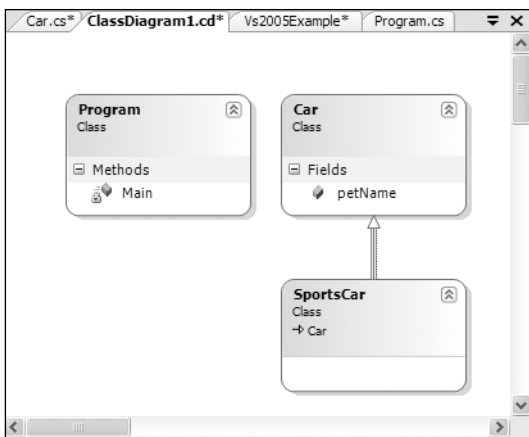 Car.cs* ClassDiagram1.cd* Vs2005Example* Program.cs
Program
Class
Methods
Main
Car
Class
Fields
petName
SportsCar
Class
Car